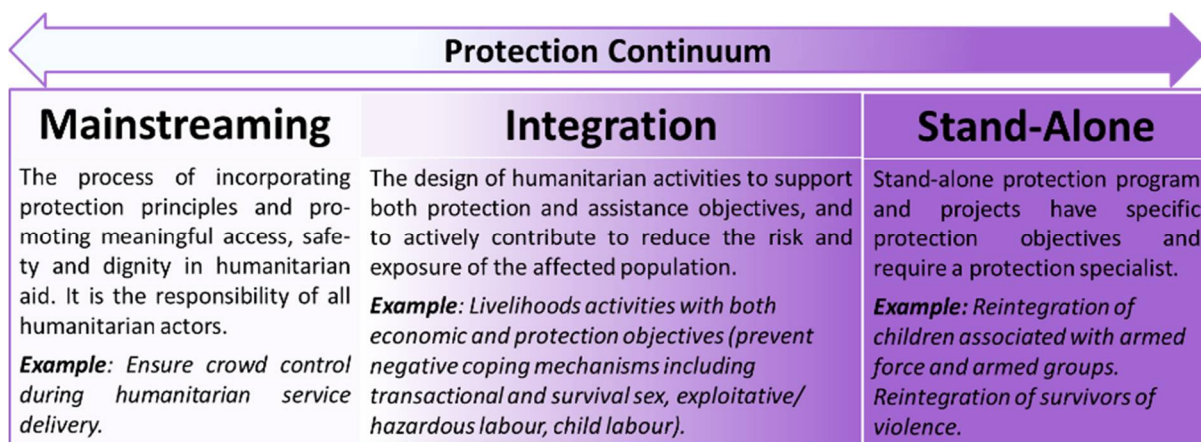 Protection Continuum
Mainstreaming
The process of incorporating
protection principles and pro-
moting meaningful access, safe-
ty and dignity in humanitarian
aid. It is the responsibility of all
humanitarian actors.
Example: Ensure crowd control
during humanitarian service
delivery.
Integration
The design of humanitarian activities to support
both protection and assistance objectives, and
to actively contribute to reduce the risk and
exposure of the affected population.
Example: Livelihoods activities with both
economic and protection objectives (prevent
negative coping mechanisms including
transactional and survival sex, exploitative/
hazardous labour, child labour).
Stand-Alone
Stand-alone protection program
and projects have specific
protection objectives and
require a protection specialist.
Example: Reintegration of
children associated with armed
force and armed groups.
Reintegration of survivors of
violence.